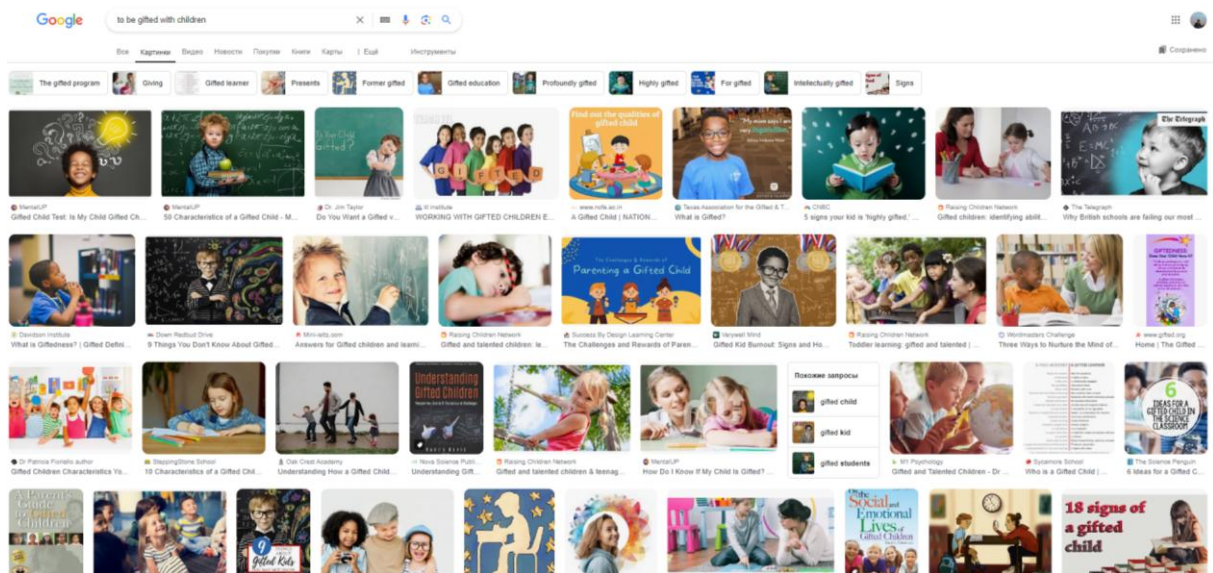 Google
to be gifted with children
Все Картинки Видео Новости Покупки Книги Карты Ещё Инструменты
Сохранено
The gifted program Giving Gifted learner Presents Former gifted Gifted education Profoundly gifted Highly gifted For gifted Intellectually gifted Signs
Find out the qualities of gifted child
GIFTED
The Telegraph
E=MC²
MentalUP
Gifted Child Test: Is My Child Gifted Ch...
MentalUP
50 Characteristics of a Gifted Child - M...
Dr. Jim Taylor
Do You Want a Gifted v...
WORKING WITH GIFTED CHILDREN E...
A Gifted Child | NATION...
Texas Association for the Gifted & T...
What is Gifted?
CNBC
5 signs your kid is 'highly gifted,' ...
Raising Children Network
Gifted children: identifying abilit...
The Telegraph
Why British schools are failing our most ...
The Challenges & Rewards of
Parenting a Gifted Child
GIFTEDNESS:
Davidson Institute
What is Giftedness? | Gifted Defini...
Down Redbud Drive
9 Things You Don't Know About Gifted...
Mini-ielts.com
Answers for Gifted children and learni...
Raising Children Network
Gifted and talented children: le...
Success By Design Learning Center
The Challenges and Rewards of Paren...
Verywell Mind
Gifted Kid Burnout: Signs and Ho...
Raising Children Network
Toddler learning: gifted and talented | ...
Wordmasters Challenge
Three Ways to Nurture the Mind of...
www.gifted.org
Home | The Gifted ...
Understanding
Gifted Children
Похожие запросы
gifted child
gifted kid
gifted students
6
IDEAS FOR A
GIFTED CHILD IN
THE SCIENCE
CLASSROOM
Dr Patricia Fioriello author
Gifted Children Characteristics Yo...
SteppingStone School
10 Characteristics of a Gifted Chil...
Oak Crest Academy
Understanding How a Gifted Child...
Nova Science Publi...
Understanding Gift...
Raising Children Network
Gifted and talented children & teenag...
MentalUP
How Do I Know If My Child Is Gifted? ...
NY Psychology
Gifted and Talented Children - Dr ...
Sycamore School
Who is a Gifted Child | ...
The Science Penguin
6 Ideas for a Gifted C...
A Parent's
Guide to
Gifted
Children
9
Gifted Kids
The
Social and
Emotional
Lives of
Gifted Children
18 signs of
a gifted
child